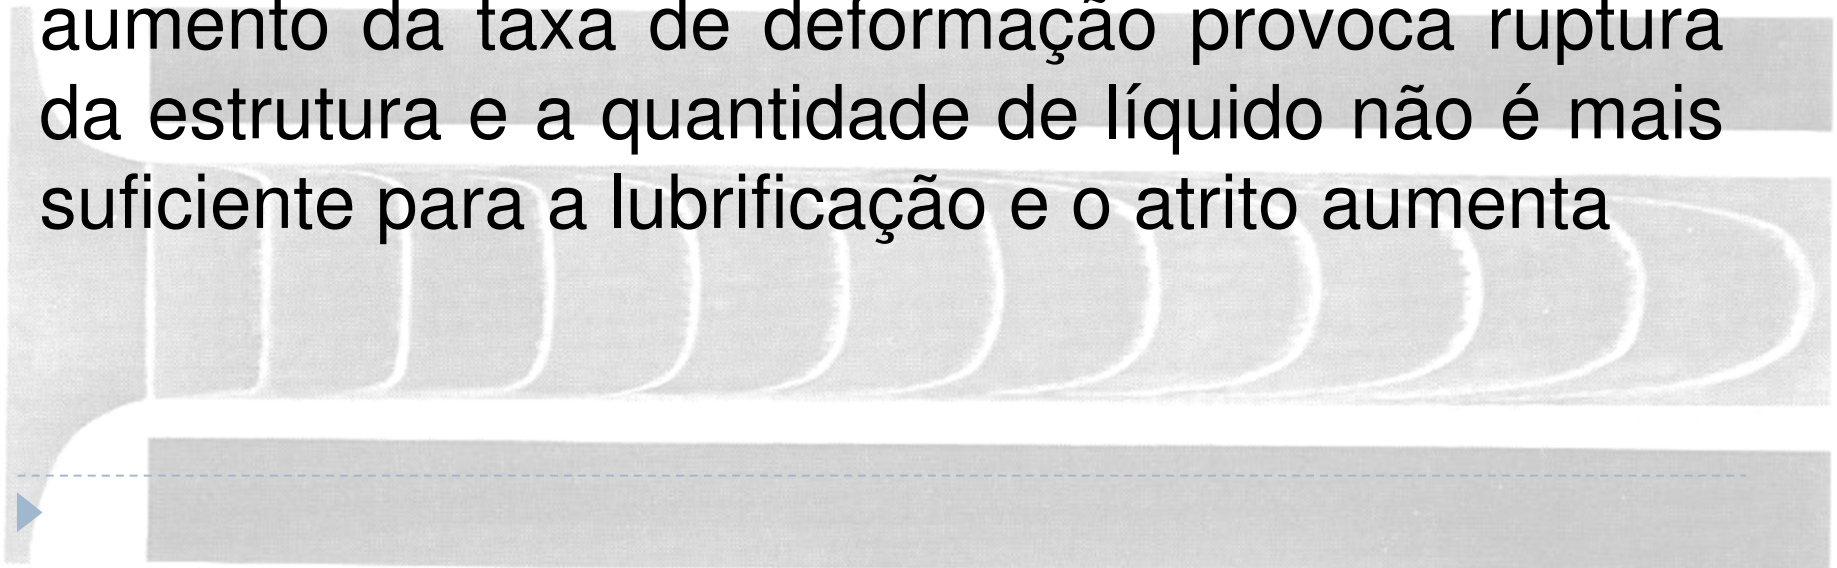 aumento da taxa de deformação provoca ruptura
da estrutura e a quantidade de líquido não é mais
suficiente para a lubrificação e o atrito aumenta